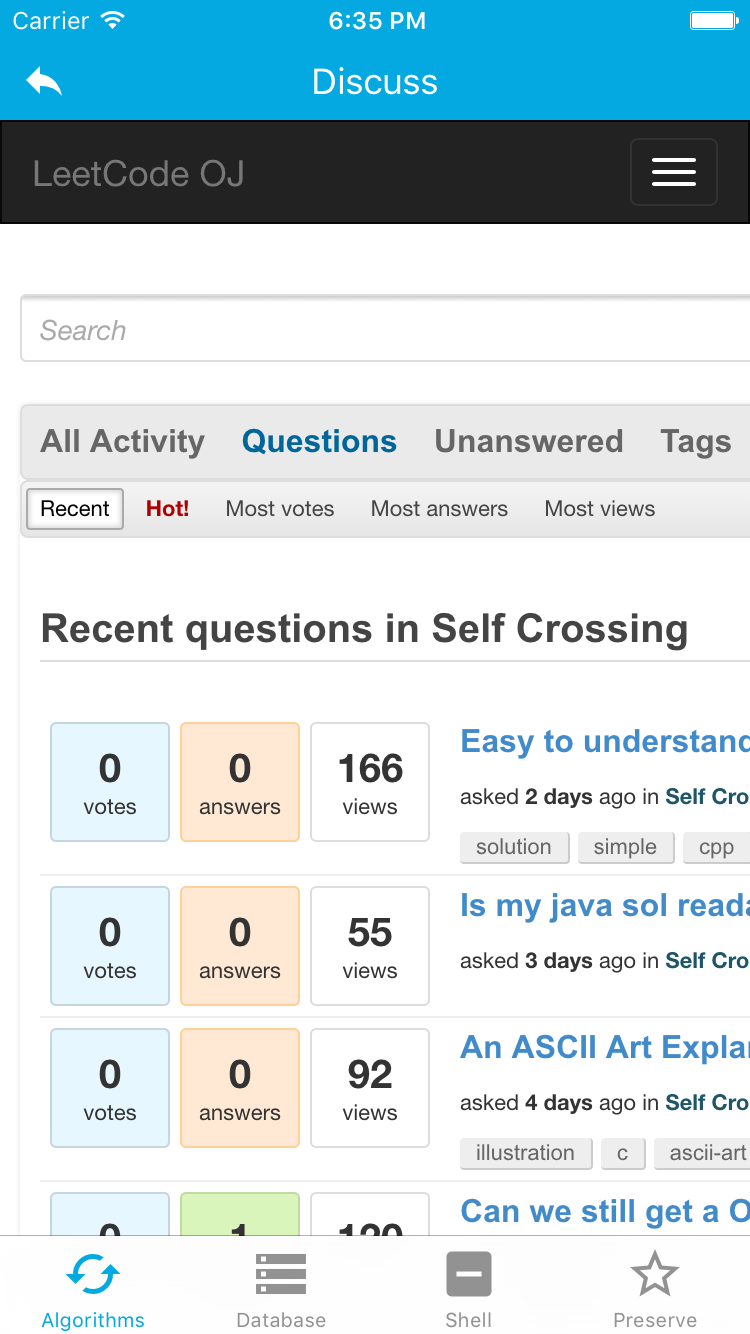 Carrier 6:35 PM
Discuss
LeetCode OJ
Search
All Activity Questions Unanswered Tags
Recent Hot! Most votes Most answers Most views
Recent questions in Self Crossing
0 votes 0 answers 166 views
Easy to understand
asked 2 days ago in Self Cro
solution simple cpp
0 votes 0 answers 55 views
Is my java sol reada
asked 3 days ago in Self Cro
0 votes 0 answers 92 views
An ASCII Art Explan
asked 4 days ago in Self Cro
illustration c ascii-art
0 1 120
Can we still get a O
Algorithms Database Shell Preserve